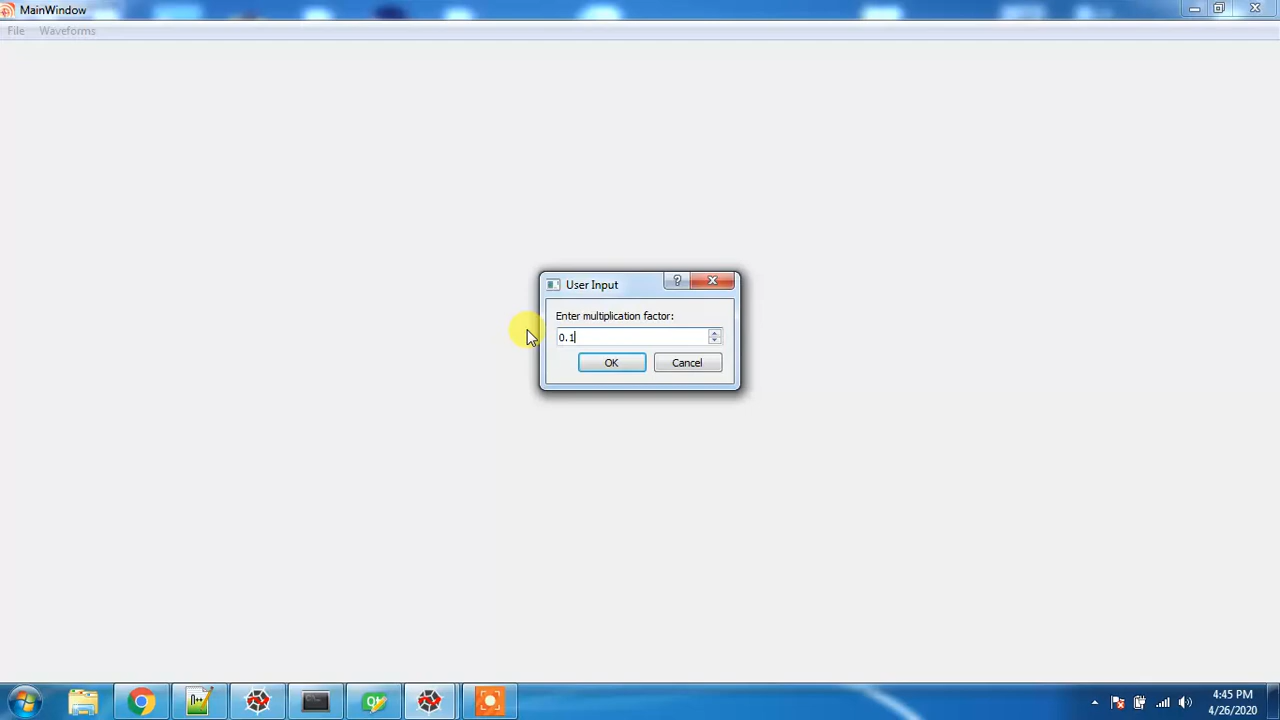 MainWindow
File Waveforms
User Input
Enter multiplication factor:
0.1
OK Cancel
4:45 PM
4/26/2020